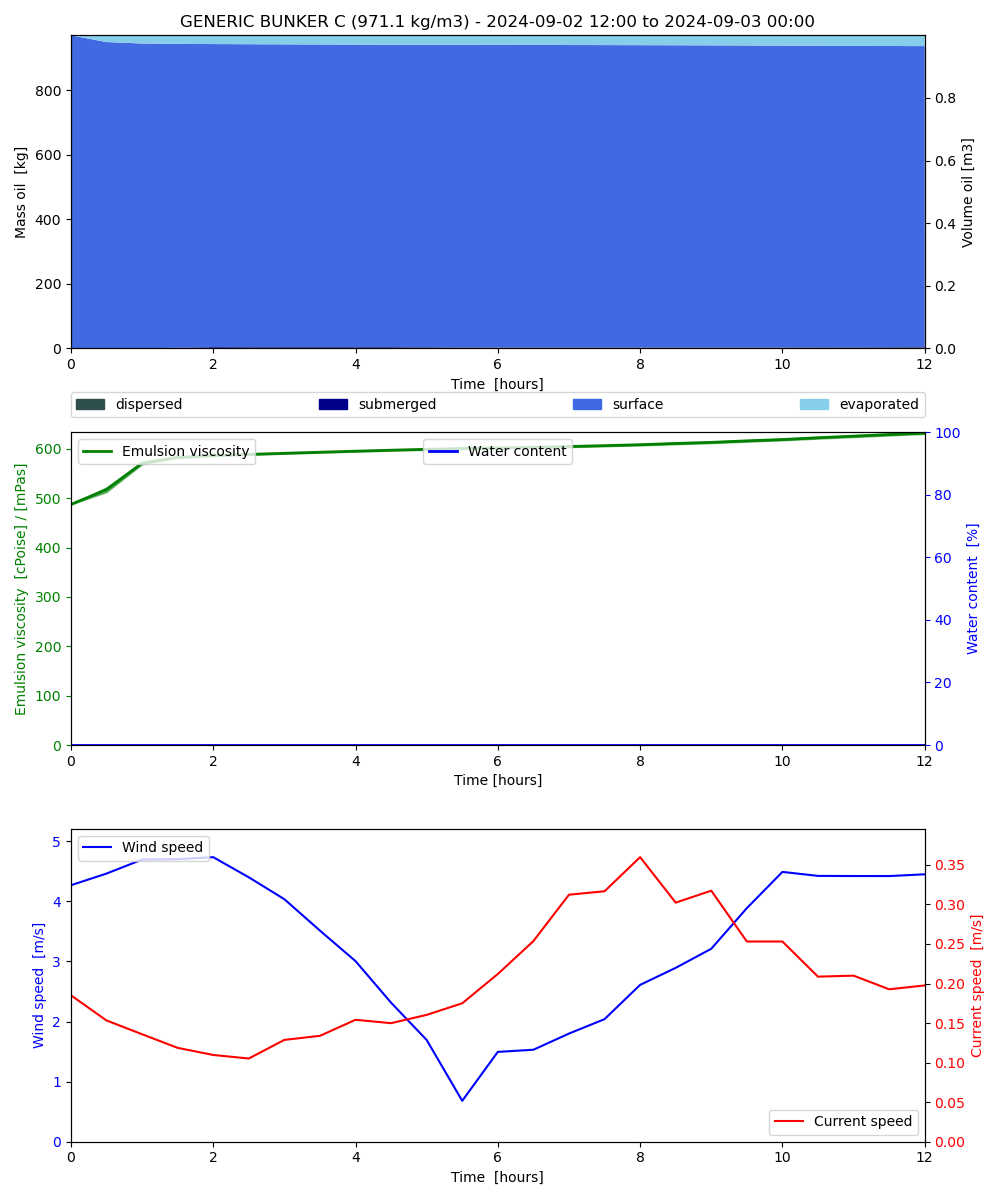 GENERIC BUNKER C (971.1 kg/m3) - 2024-09-02 12:00 to 2024-09-03 00:00
800
600
400
200
0
Mass oil [kg]
0.8
0.6
0.4
0.2
0.0
Volume oil [m3]
0 2 4 6 8 10 12
Time [hours]
dispersed submerged surface evaporated
Emulsion viscosity
Water content
600
500
400
300
200
100
0
Emulsion viscosity [cPoise] / [mPas]
100
80
60
40
20
0
Water content [%]
0 2 4 6 8 10 12
Time [hours]
Wind speed
5
4
3
2
1
0
Wind speed [m/s]
0.35
0.30
0.25
0.20
0.15
0.10
0.05
0.00
Current speed [m/s]
Current speed
0 2 4 6 8 10 12
Time [hours]